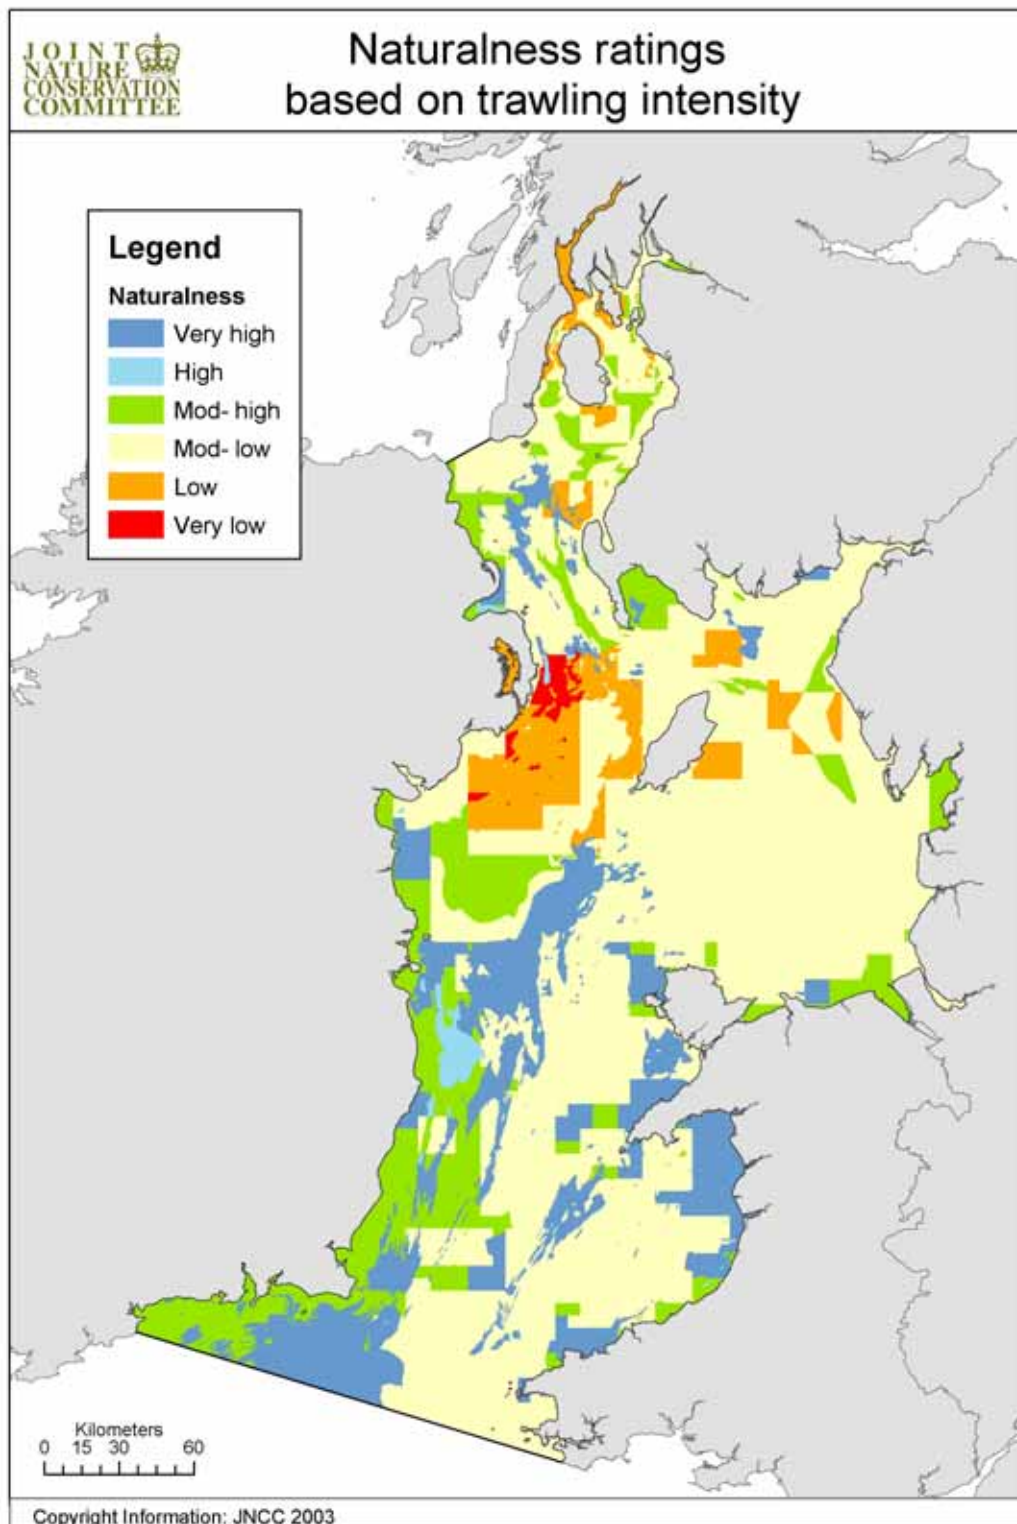 JOINT
NATURE
CONSERVATION
COMMITTEE
Naturalness ratings
based on trawling intensity
Legend
Naturalness
Very high
High
Mod- high
Mod- low
Low
Very low
Kilometers
0 15 30 60
Copyright Information: JNCC 2003